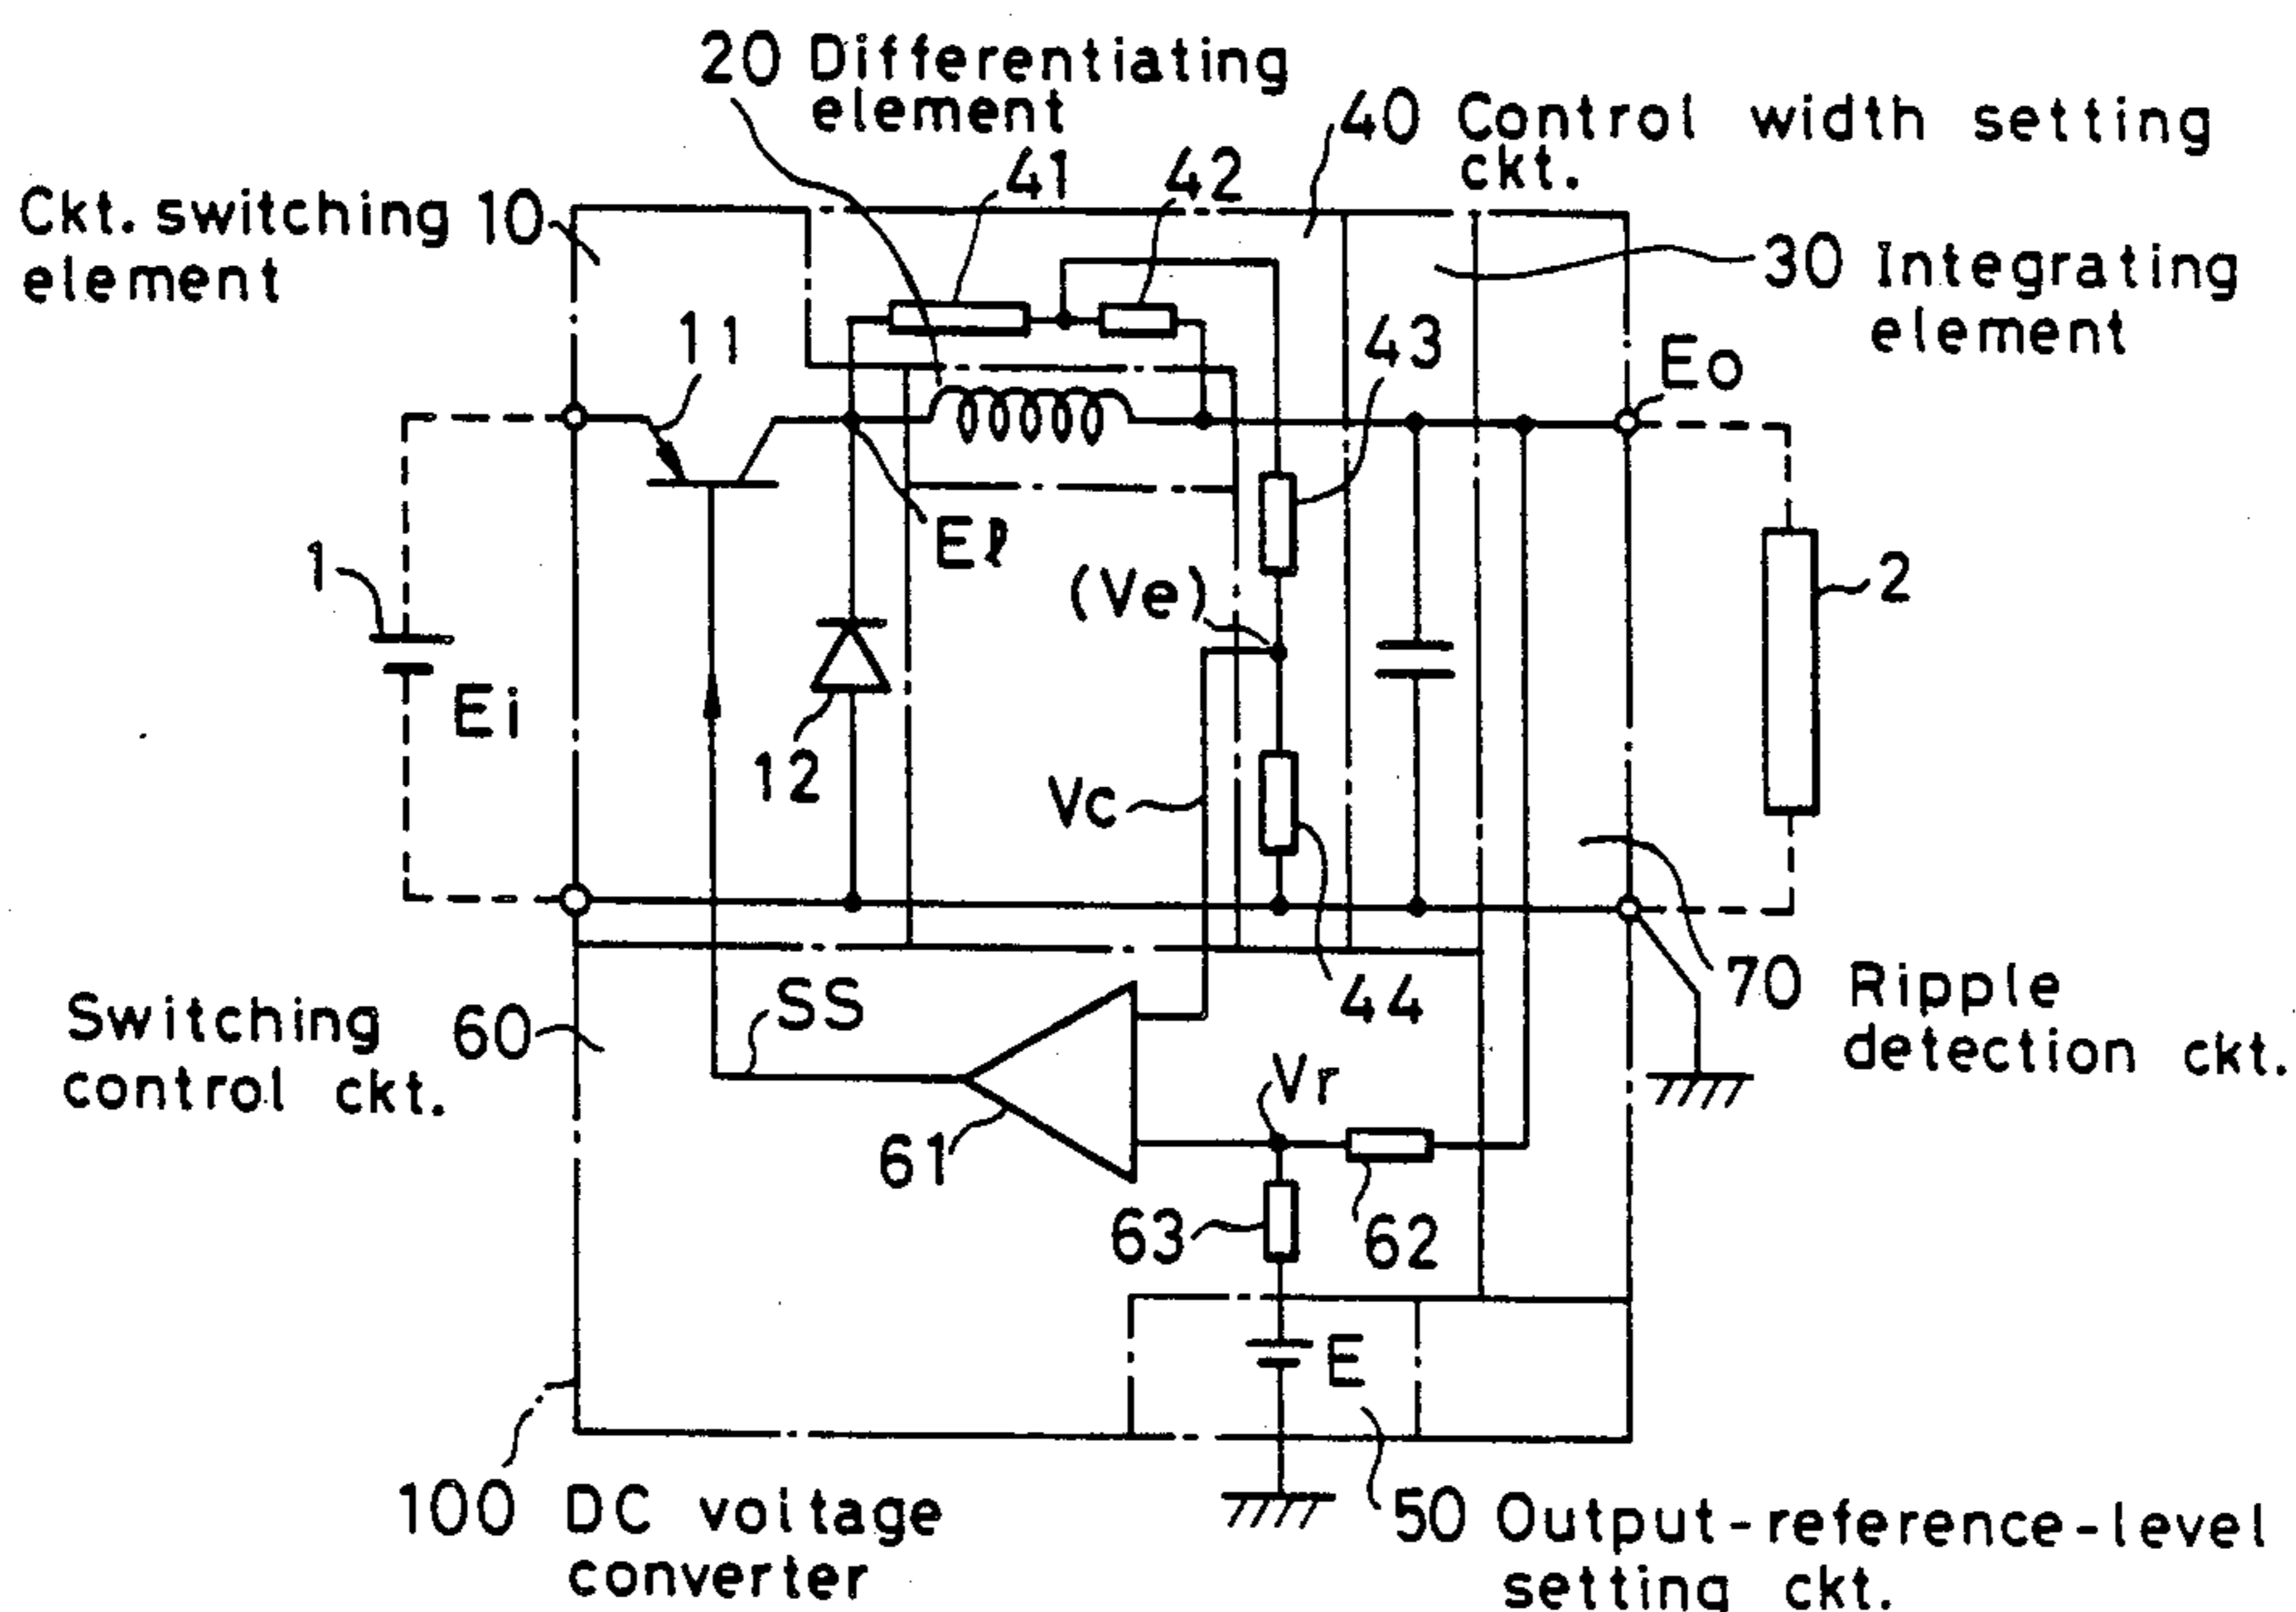 20 Differentiating
element
40 Control width setting
ckt.
41
42
Ckt. switching 10
element
30 Integrating
element
11
43
Eo
El
1
(Ve)
2
Ei
12
Vc
44
70 Ripple
detection ckt.
Switching 60
control ckt.
SS
Vr
61
63
62
E
100 DC voltage
converter
50 Output-reference-level
setting ckt.